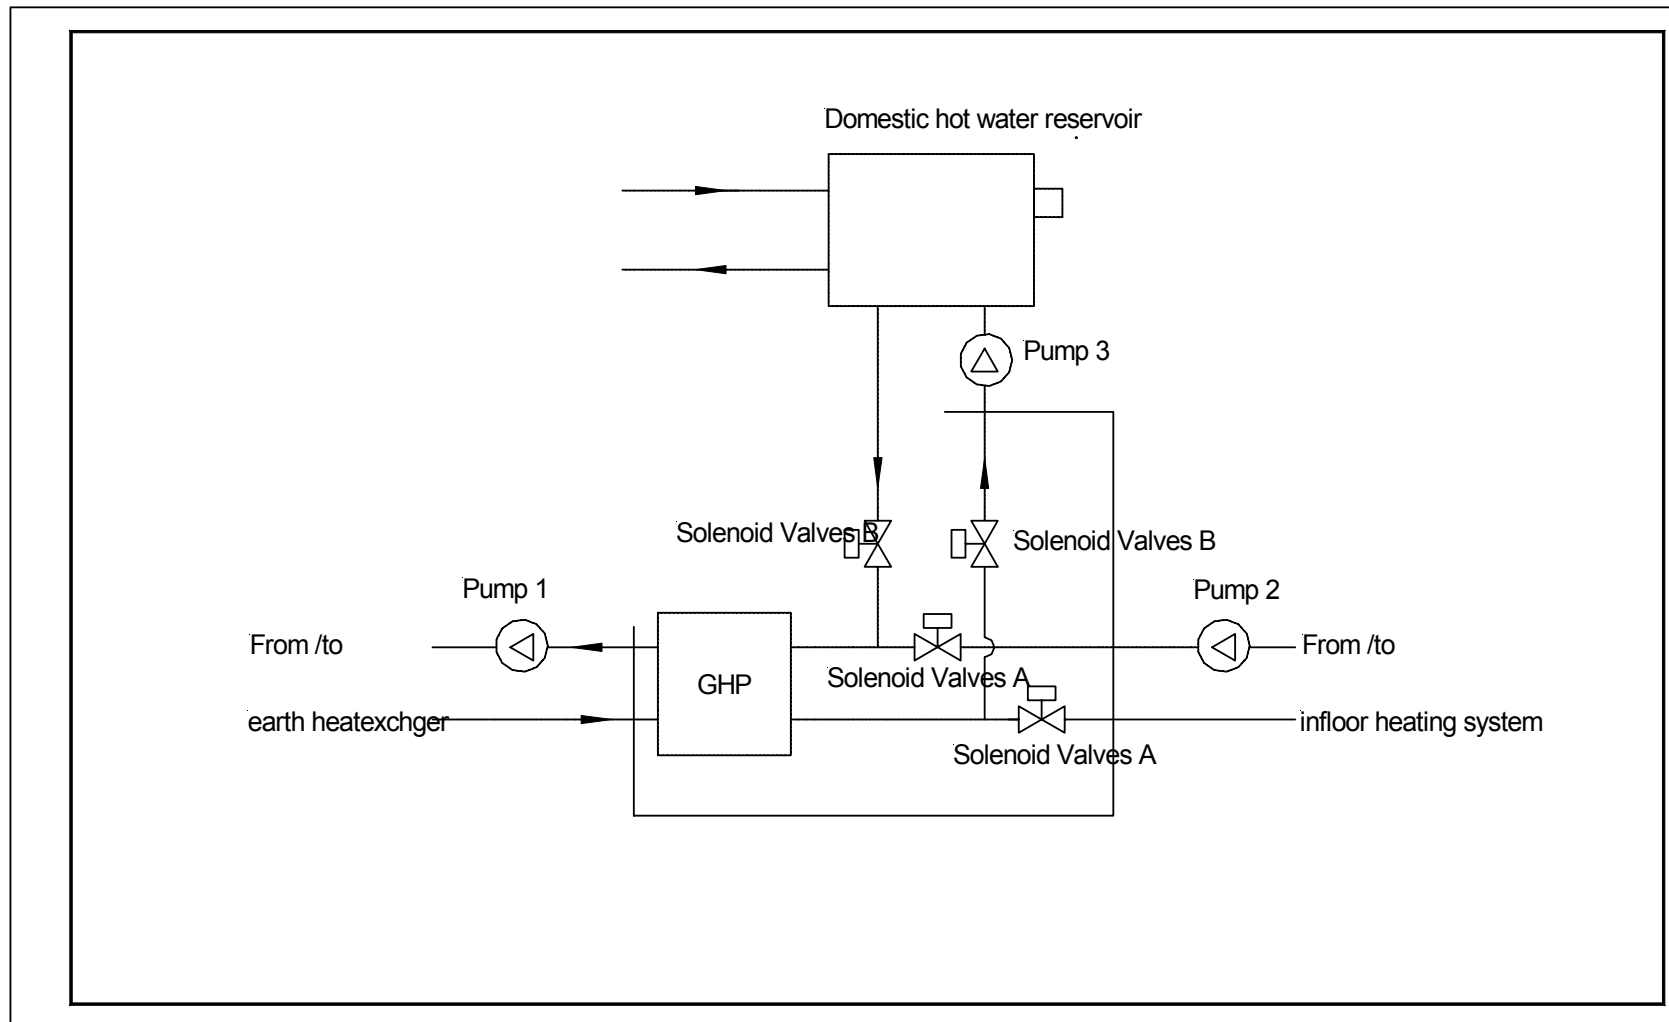 Domestic hot water reservoir
Pump 3
Solenoid Valves B
Solenoid Valves B
Pump 1
Pump 2
From /to
From /to
GHP
Solenoid Valves A
earth heatexchger
infloor heating system
Solenoid Valves A